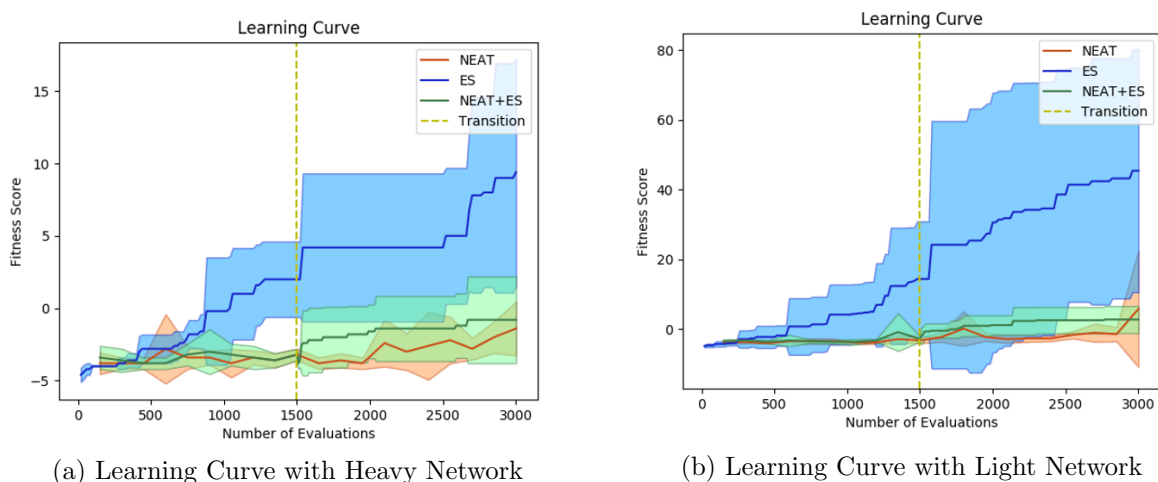 Learning Curve
Fitness Score
15
10
5
0
−5
NEAT
ES
NEAT+ES
Transition
0
500
1000
1500
2000
2500
3000
Number of Evaluations
(a) Learning Curve with Heavy Network
Learning Curve
Fitness Score
80
60
40
20
0
NEAT
ES
NEAT+ES
Transition
0
500
1000
1500
2000
2500
3000
Number of Evaluations
(b) Learning Curve with Light Network